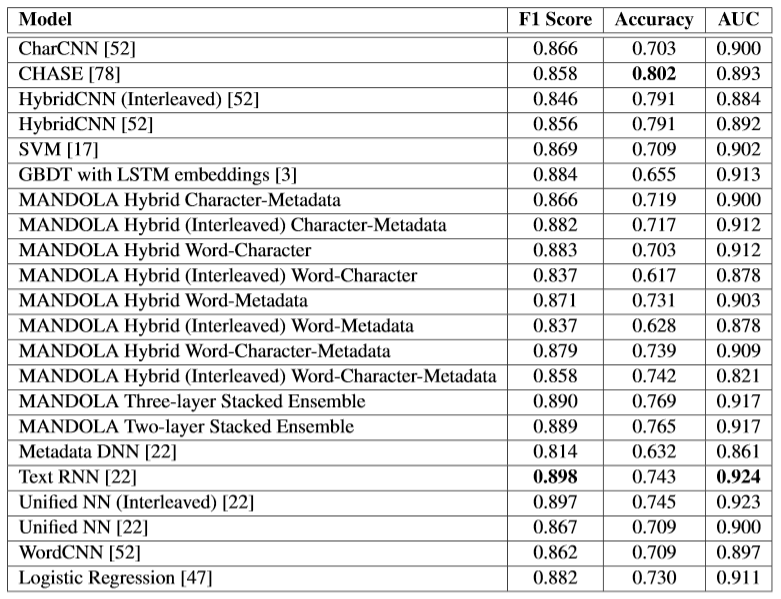 Model F1 Score Accuracy AUC
CharCNN [52] 0.866 0.703 0.900
CHASE [78] 0.858 0.802 0.893
HybridCNN (Interleaved) [52] 0.846 0.791 0.884
HybridCNN [52] 0.856 0.791 0.892
SVM [17] 0.869 0.709 0.902
GBDT with LSTM embeddings [3] 0.884 0.655 0.913
MANDOLA Hybrid Character-Metadata 0.866 0.719 0.900
MANDOLA Hybrid (Interleaved) Character-Metadata 0.882 0.717 0.912
MANDOLA Hybrid Word-Character 0.883 0.703 0.912
MANDOLA Hybrid (Interleaved) Word-Character 0.837 0.617 0.878
MANDOLA Hybrid Word-Metadata 0.871 0.731 0.903
MANDOLA Hybrid (Interleaved) Word-Metadata 0.837 0.628 0.878
MANDOLA Hybrid Word-Character-Metadata 0.879 0.739 0.909
MANDOLA Hybrid (Interleaved) Word-Character-Metadata 0.858 0.742 0.821
MANDOLA Three-layer Stacked Ensemble 0.890 0.769 0.917
MANDOLA Two-layer Stacked Ensemble 0.889 0.765 0.917
Metadata DNN [22] 0.814 0.632 0.861
Text RNN [22] 0.898 0.743 0.924
Unified NN (Interleaved) [22] 0.897 0.745 0.923
Unified NN [22] 0.867 0.709 0.900
WordCNN [52] 0.862 0.709 0.897
Logistic Regression [47] 0.882 0.730 0.911